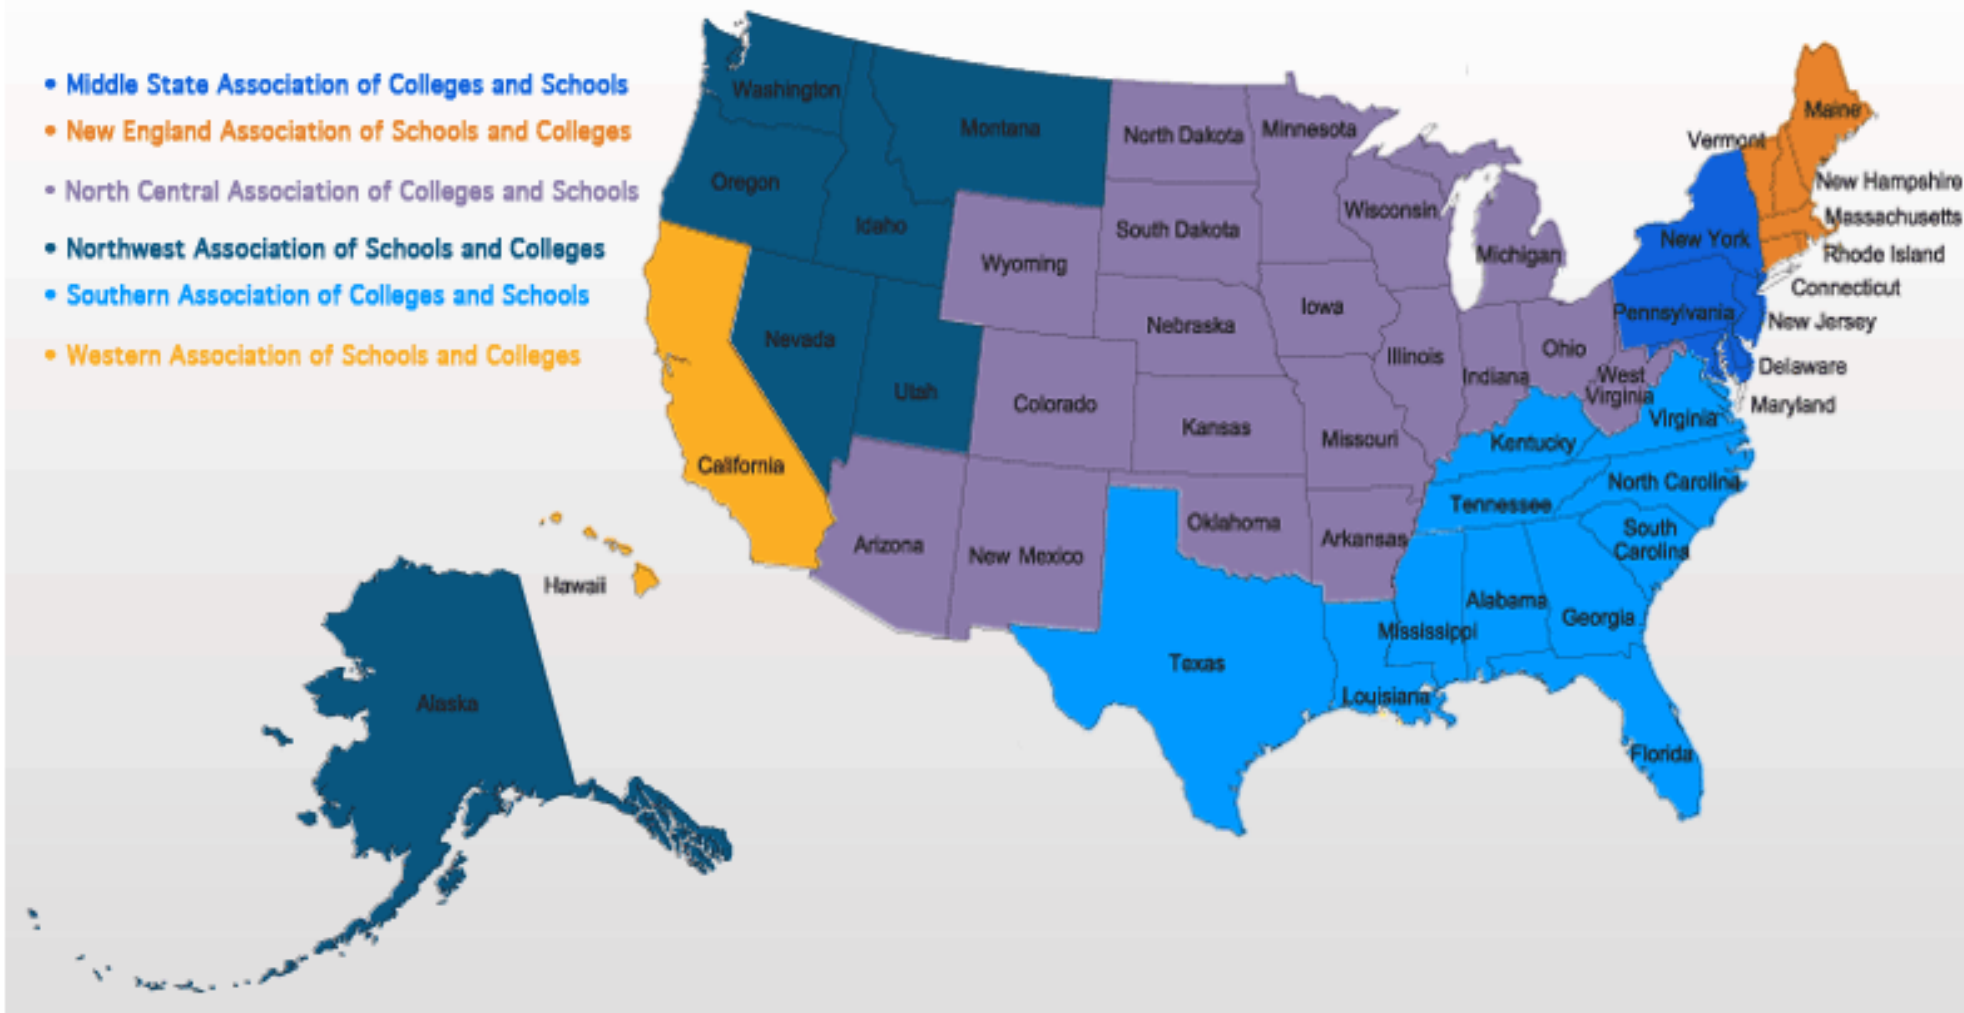 • Middle State Association of Colleges and Schools
• New England Association of Schools and Colleges
• North Central Association of Colleges and Schools
• Northwest Association of Schools and Colleges
• Southern Association of Colleges and Schools
• Western Association of Schools and Colleges
Washington
Montana
North Dakota
Minnesota
Maine
Vermont
Oregon
Idaho
Wyoming
South Dakota
Wisconsin
Michigan
New York
New Hampshire
Massachusetts
Rhode Island
Connecticut
New Jersey
Pennsylvania
Delaware
Maryland
Nevada
Utah
Colorado
Nebraska
Iowa
Illinois
Indiana
Ohio
West
Virginia
Virginia
California
Kansas
Missouri
Kentucky
Tennessee
North Carolina
South
Carolina
Arizona
New Mexico
Oklahoma
Arkansas
Hawaii
Alaska
Texas
Louisiana
Mississippi
Alabama
Georgia
Florida